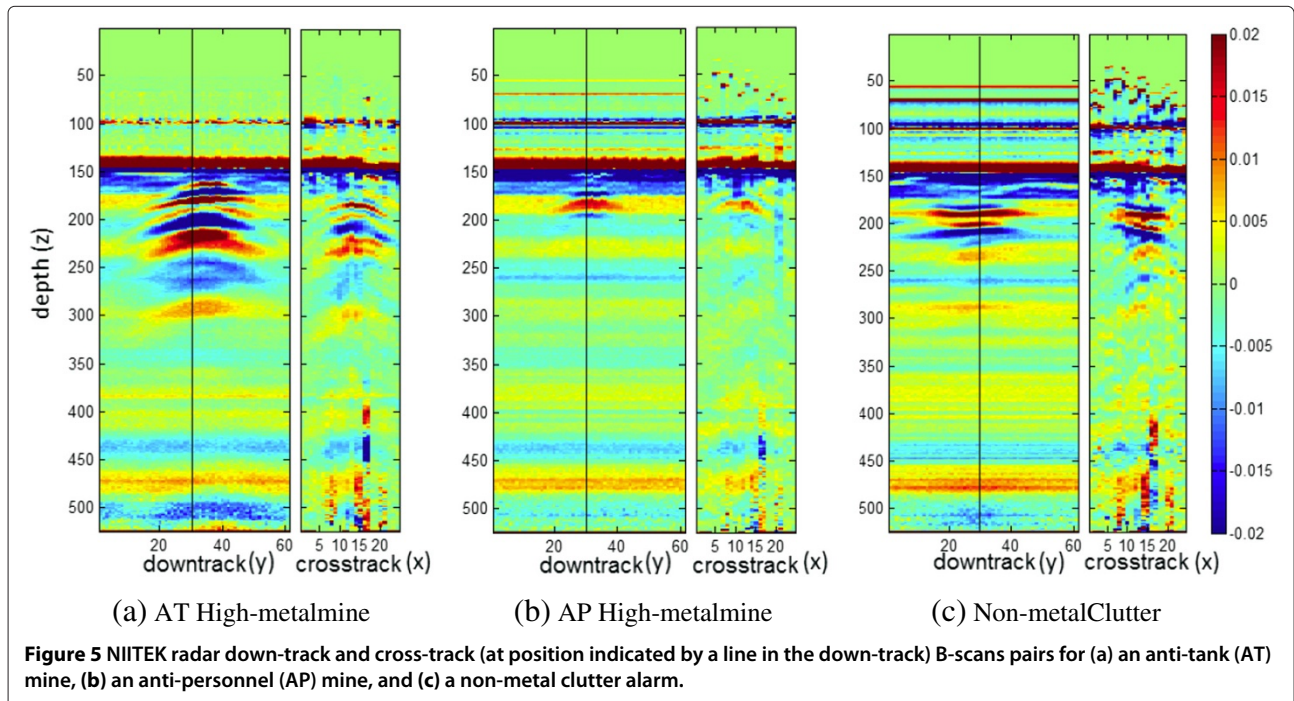 50
100
150
200
250
300
350
400
450
500
depth (z)
20 40 60
downtrack (y)
5 10 15 20
crosstrack (x)
50
100
150
200
250
300
350
400
450
500
20 40 60
downtrack (y)
5 10 15 20
crosstrack (x)
50
100
150
200
250
300
350
400
450
500
20 40 60
downtrack (y)
5 10 15 20
crosstrack (x)
0.02
0.015
0.01
0.005
0
-0.005
-0.01
-0.015
-0.02
(a) AT High-metalmine
(b) AP High-metalmine
(c) Non-metalClutter
Figure 5 NIITEK radar down-track and cross-track (at position indicated by a line in the down-track) B-scans pairs for (a) an anti-tank (AT)
mine, (b) an anti-personnel (AP) mine, and (c) a non-metal clutter alarm.